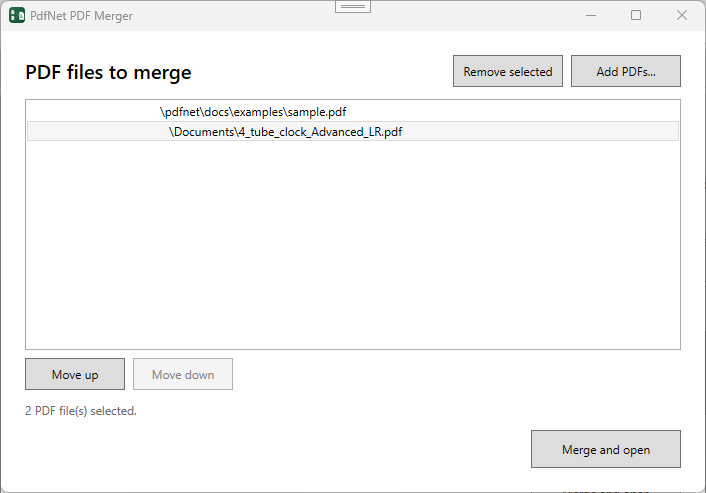 PdfNet PDF Merger
PDF files to merge
Remove selected
Add PDFs...
\pdfnet\docs\examples\sample.pdf
\Documents\4_tube_clock_Advanced_LR.pdf
Move up
Move down
2 PDF file(s) selected.
Merge and open